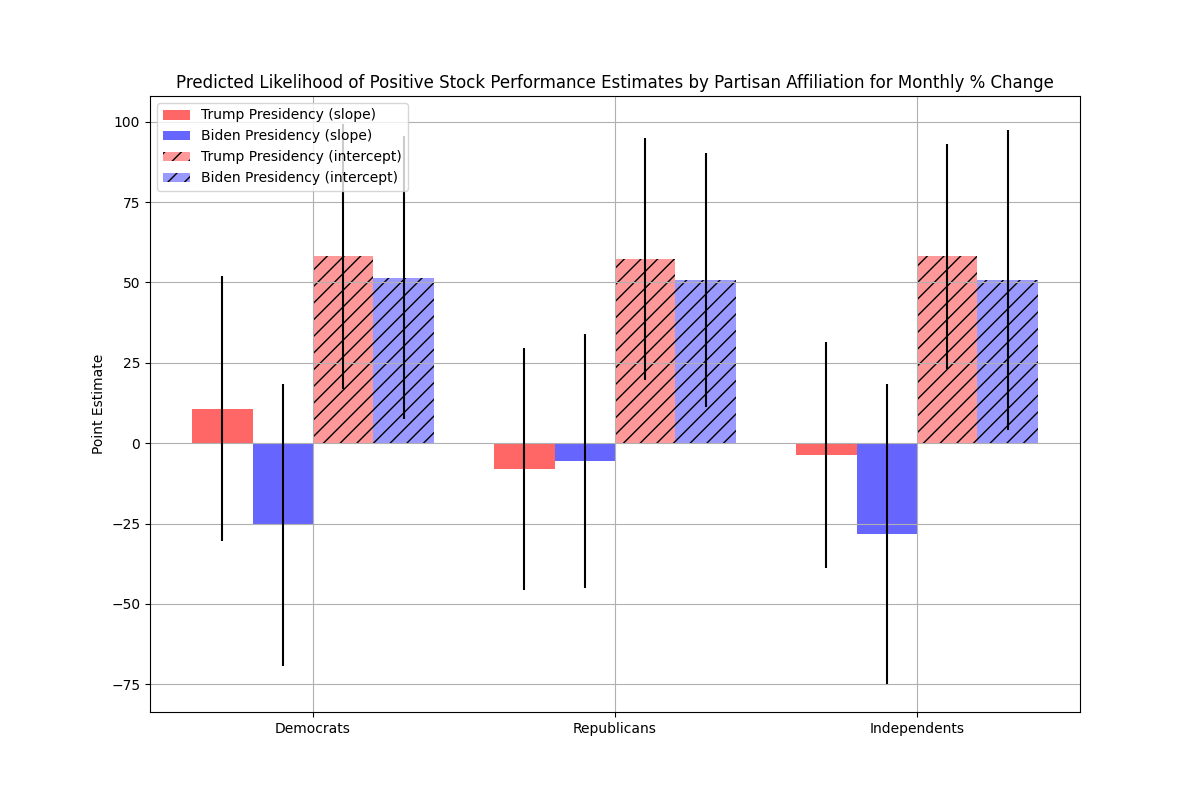 Predicted Likelihood of Positive Stock Performance Estimates by Partisan Affiliation for Monthly % Change
Trump Presidency (slope)
Biden Presidency (slope)
Trump Presidency (intercept)
Biden Presidency (intercept)
Point Estimate
100
75
50
25
0
−25
−50
−75
Democrats
Republicans
Independents